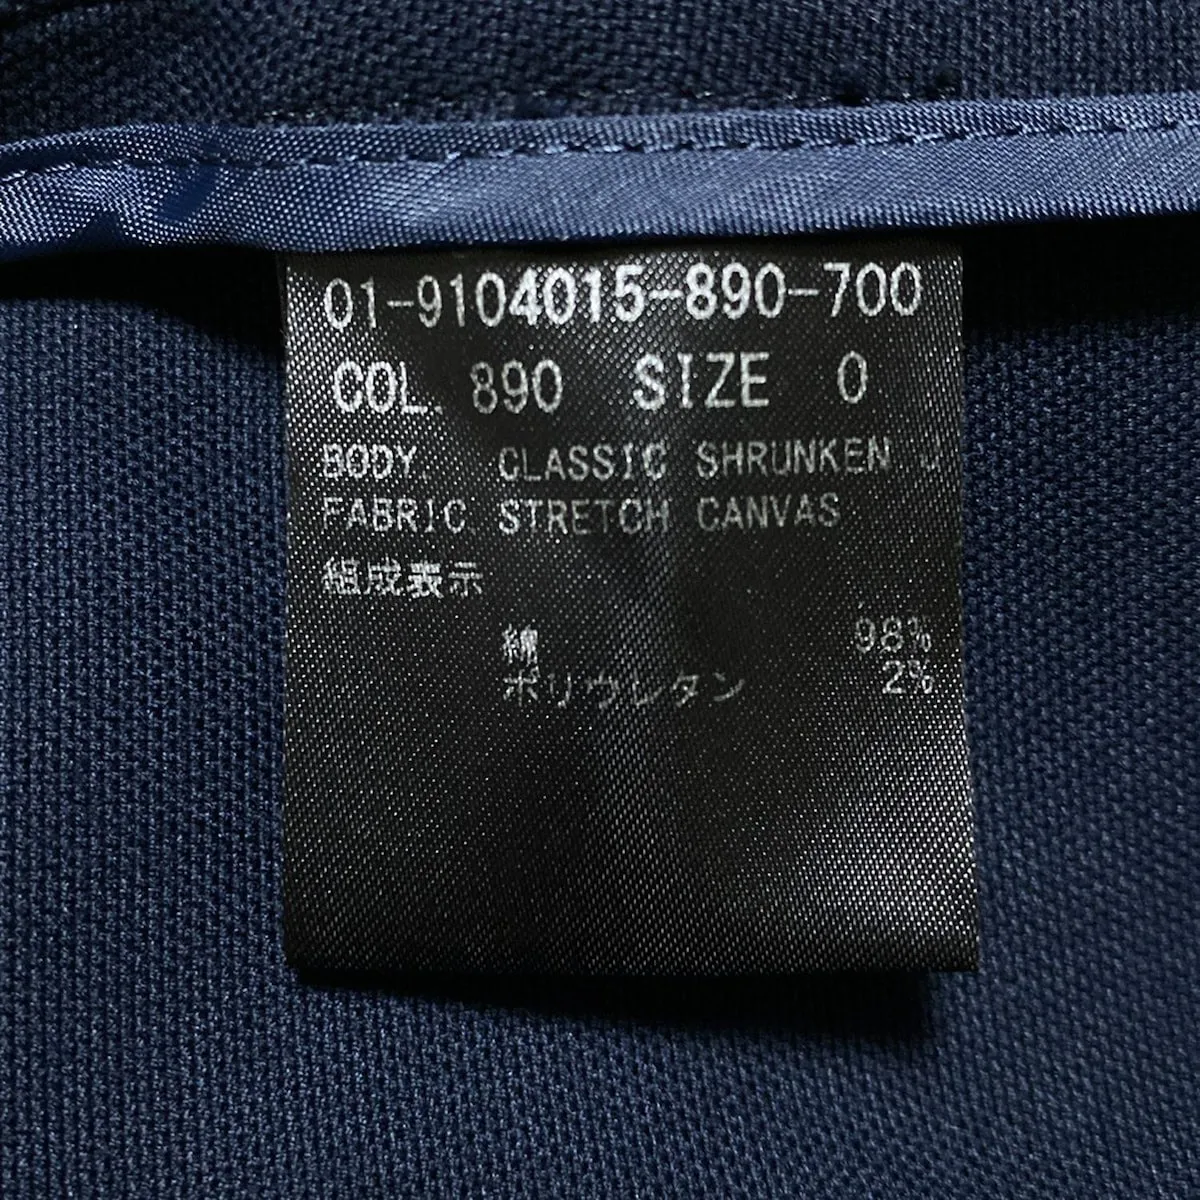 01-9104015-890-700
COL. 890 SIZE 0
BODY. CLASSIC SHRUNKEN J
FABRIC STRETCH CANVAS
組成表示
綿 98%
ポリウレタン 2%